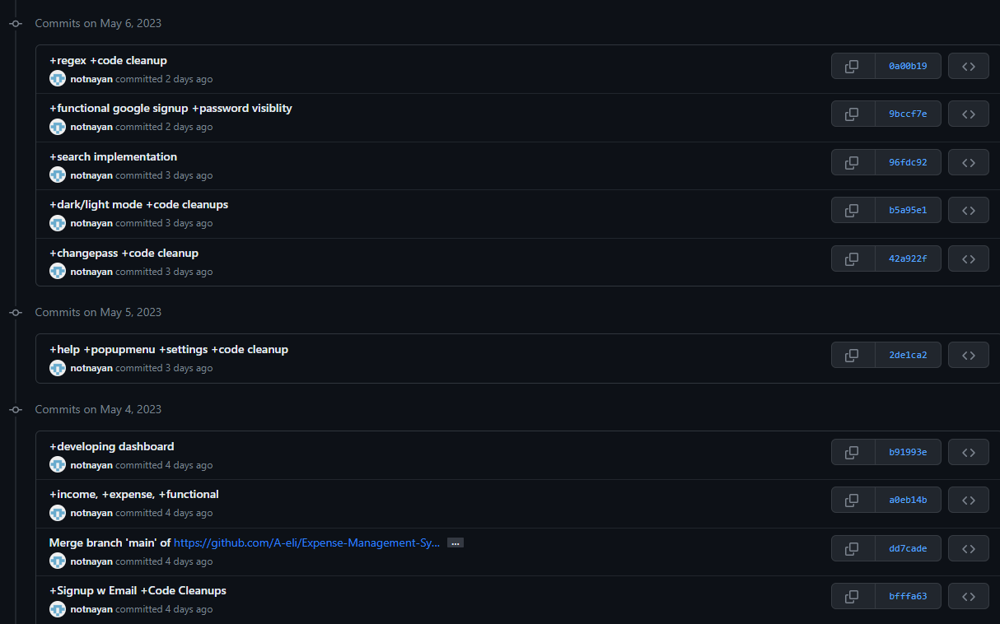 Commits on May 6, 2023
+regex +code cleanup
notnayan committed 2 days ago
0a00b19
+functional google signup +password visiblity
notnayan committed 2 days ago
9bccf7e
+search implementation
notnayan committed 3 days ago
96fdc92
+dark/light mode +code cleanups
notnayan committed 3 days ago
b5a95e1
+changepass +code cleanup
notnayan committed 3 days ago
42a922f
Commits on May 5, 2023
+help +popupmenu +settings +code cleanup
notnayan committed 3 days ago
2de1ca2
Commits on May 4, 2023
+developing dashboard
notnayan committed 4 days ago
b91993e
+income, +expense, +functional
notnayan committed 4 days ago
a0eb14b
Merge branch 'main' of https://github.com/A-eli/Expense-Management-Sy... ...
notnayan committed 4 days ago
dd7cade
+Signup w Email +Code Cleanups
notnayan committed 4 days ago
bfffa63